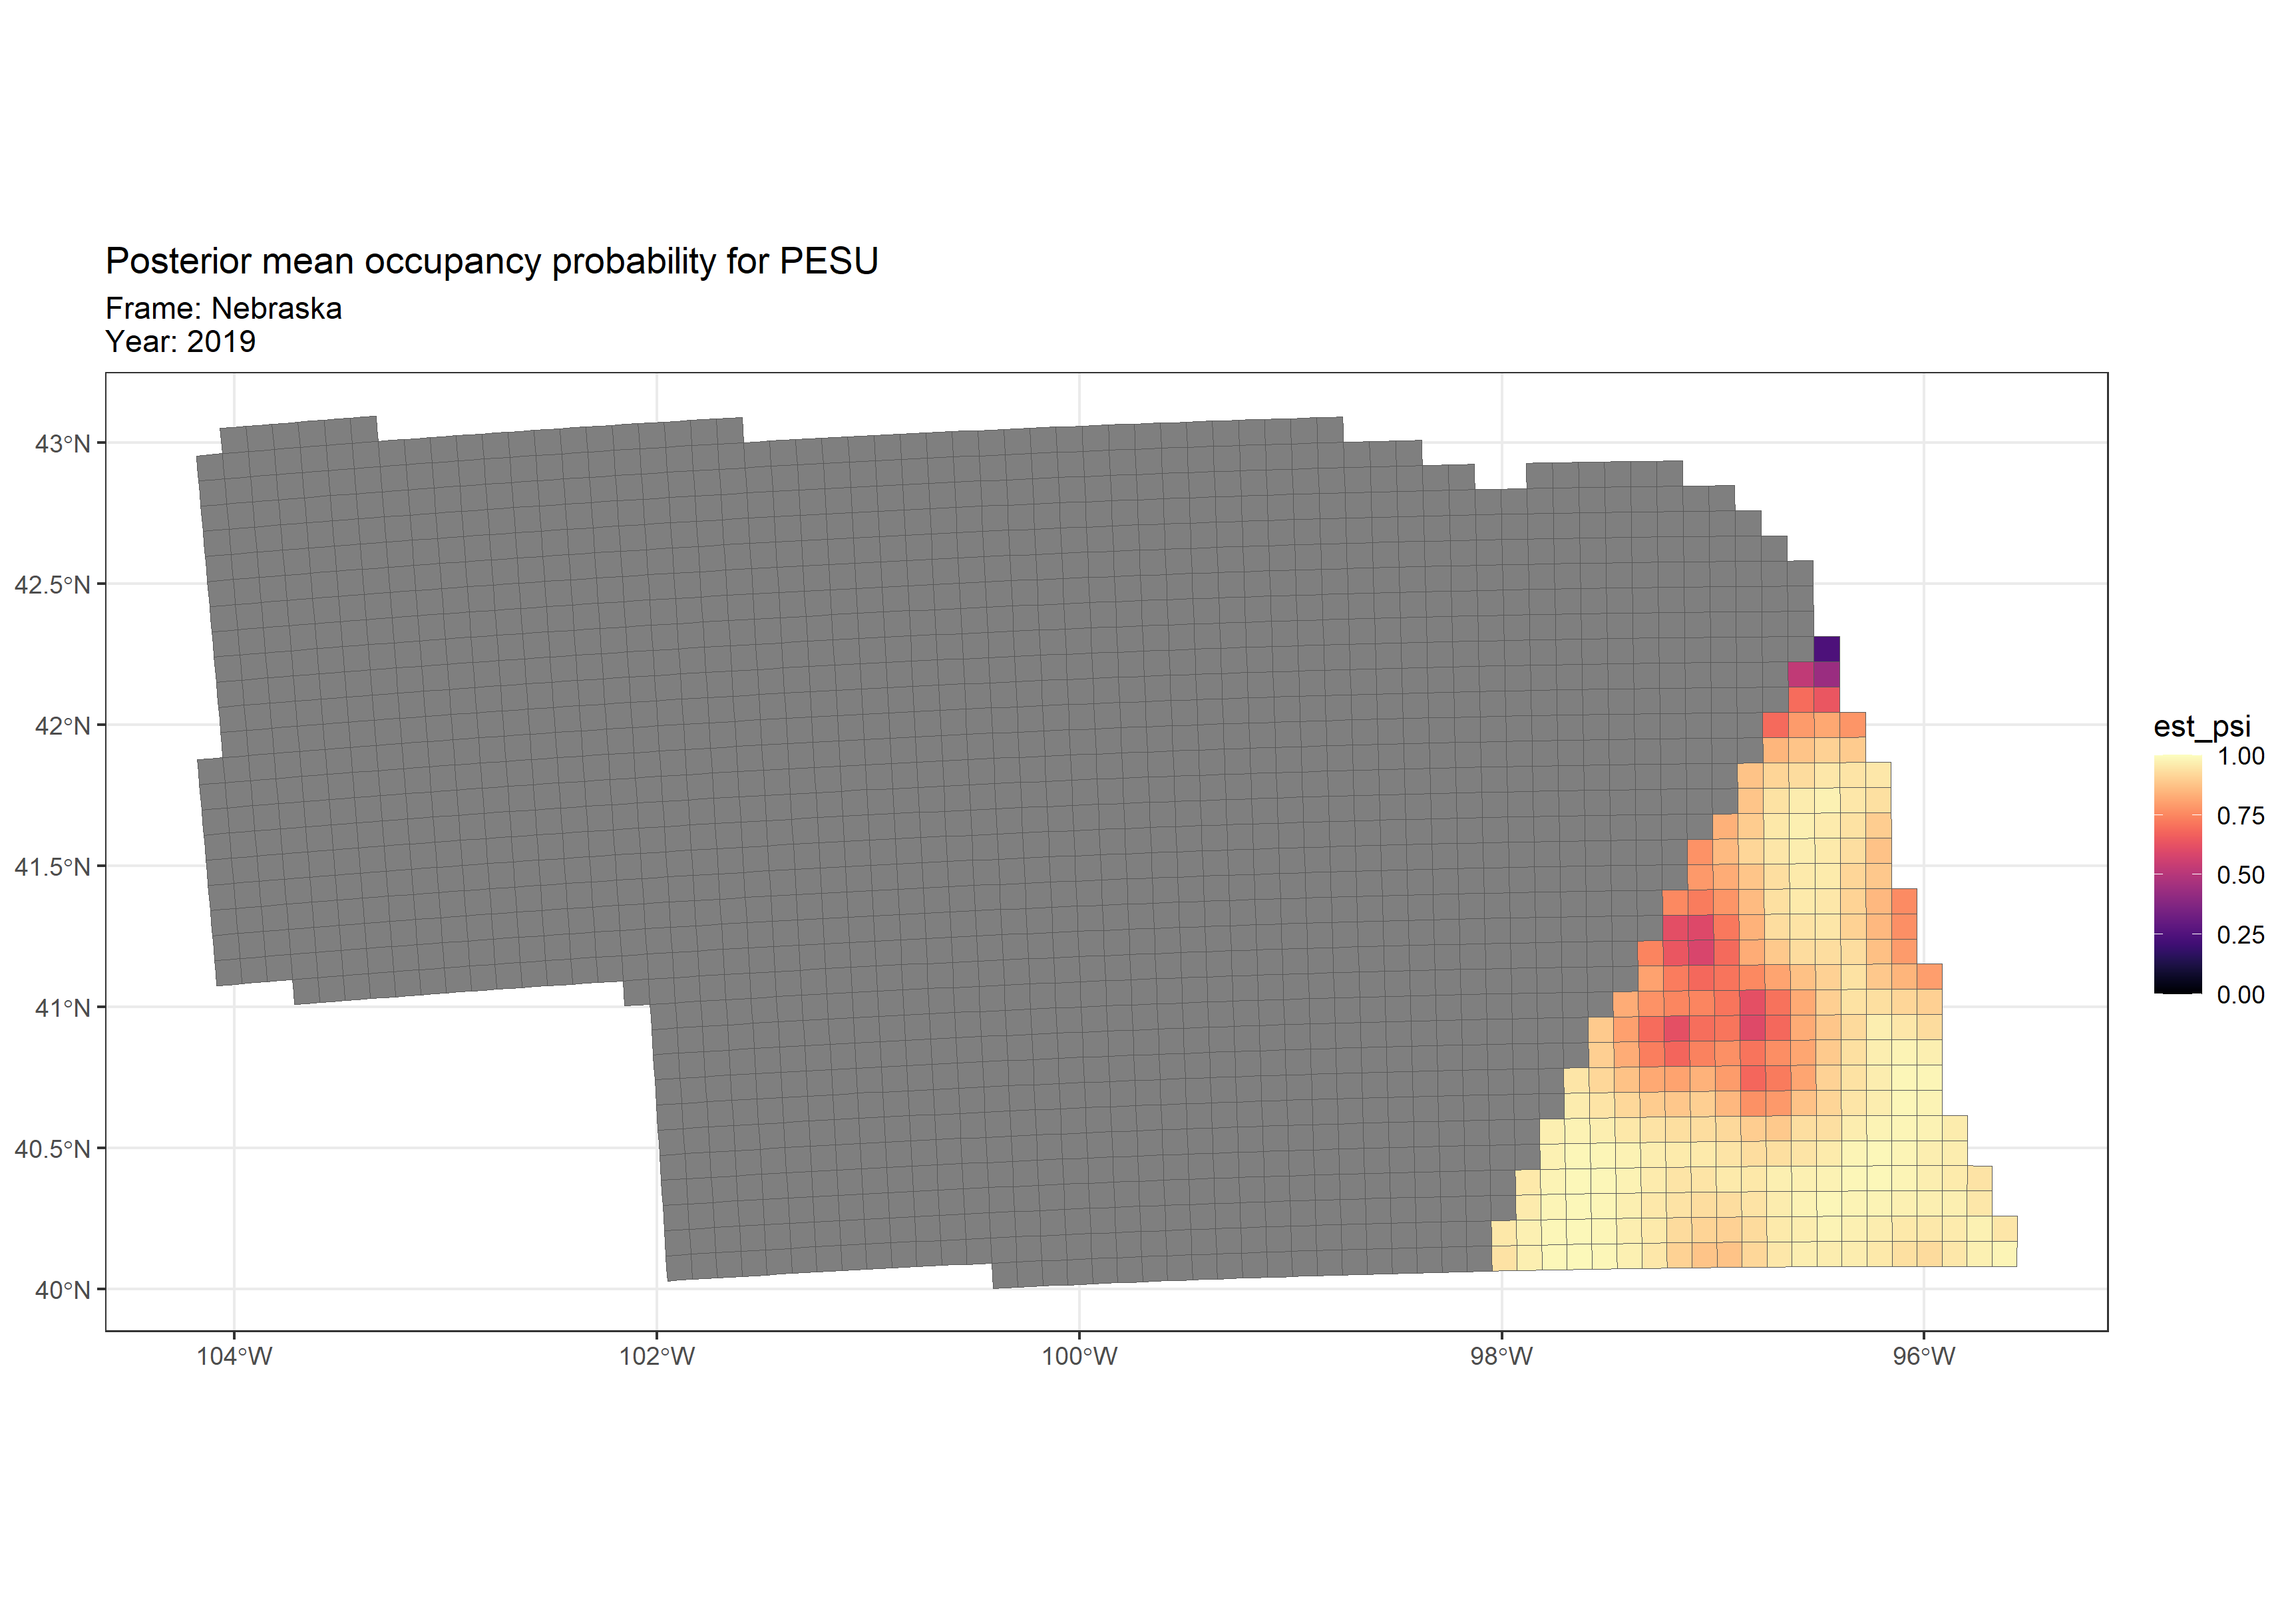 Posterior mean occupancy probability for PESU
Frame: Nebraska
Year: 2019
43°N
42.5°N
42°N
41.5°N
41°N
40.5°N
40°N
104°W
102°W
100°W
98°W
96°W
est_psi
1.00
0.75
0.50
0.25
0.00